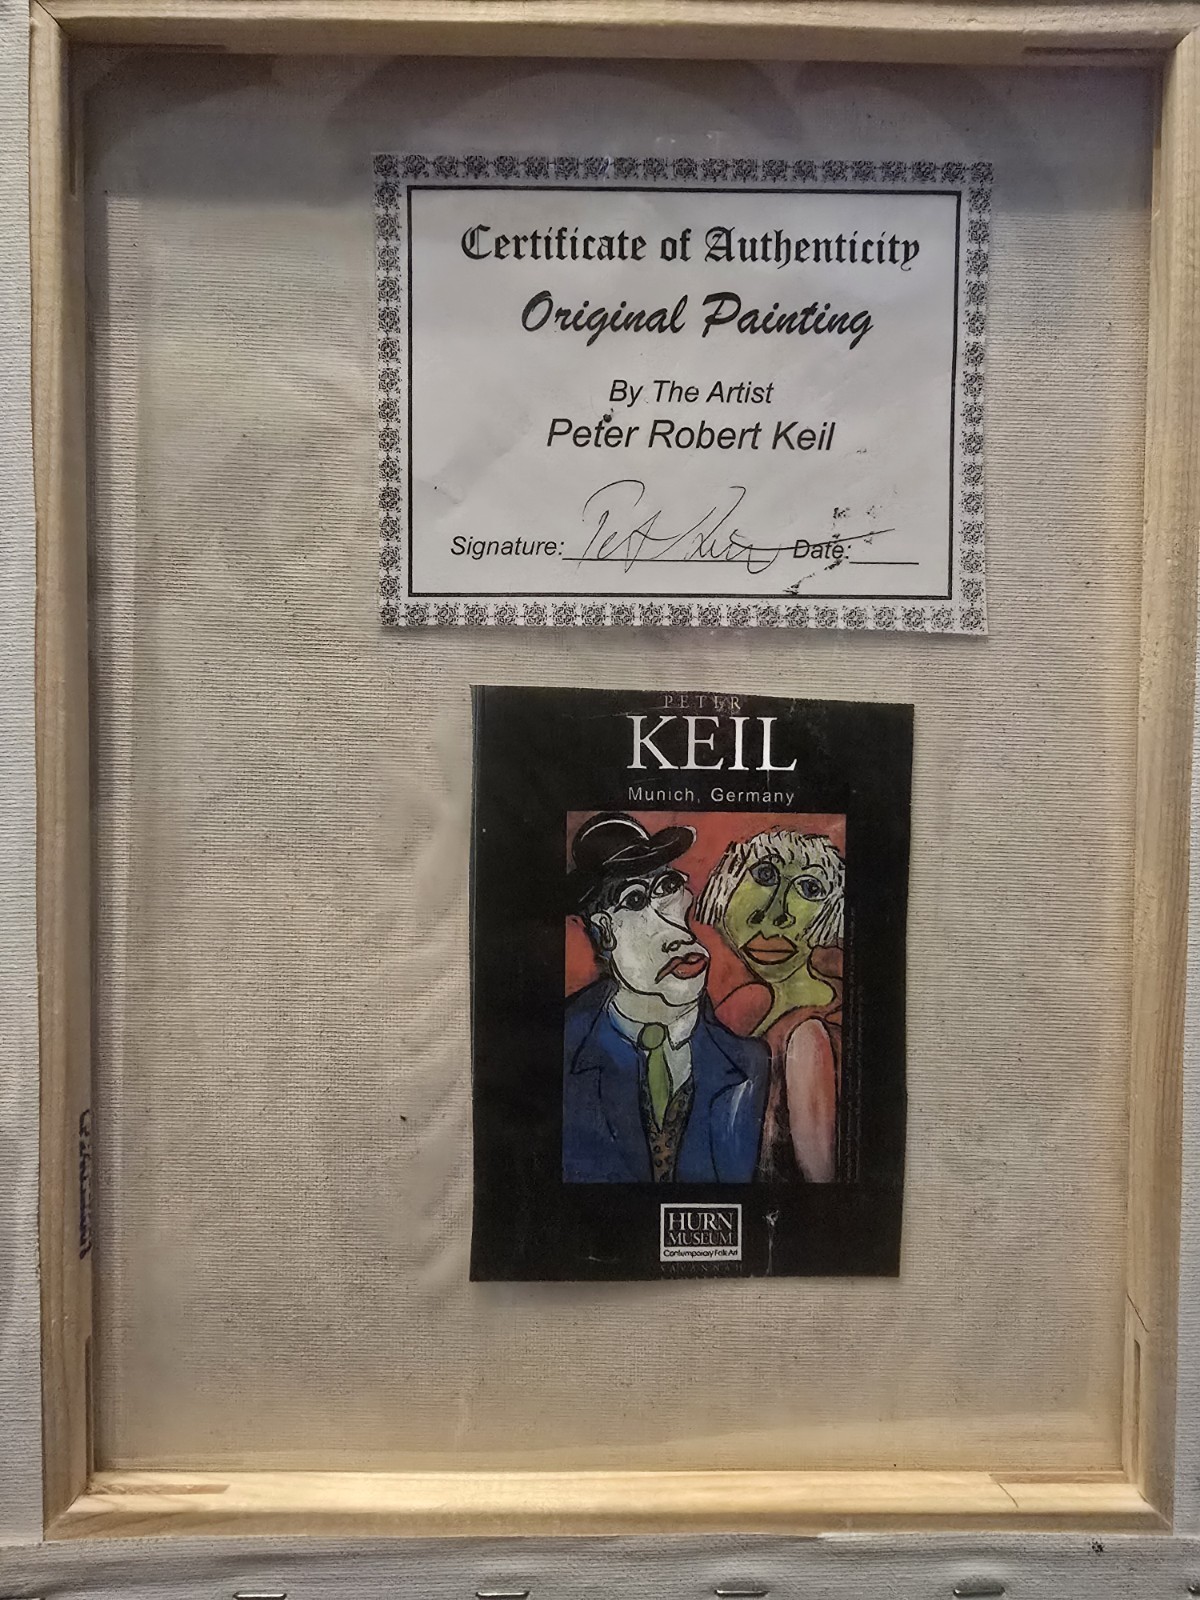 Certificate of Authenticity
Original Painting
By The Artist
Peter Robert Keil
Signature: Date:
PETER
KEIL
Munich, Germany
HURN
MUSEUM
Contemporary Folk Art
SAVANNAH